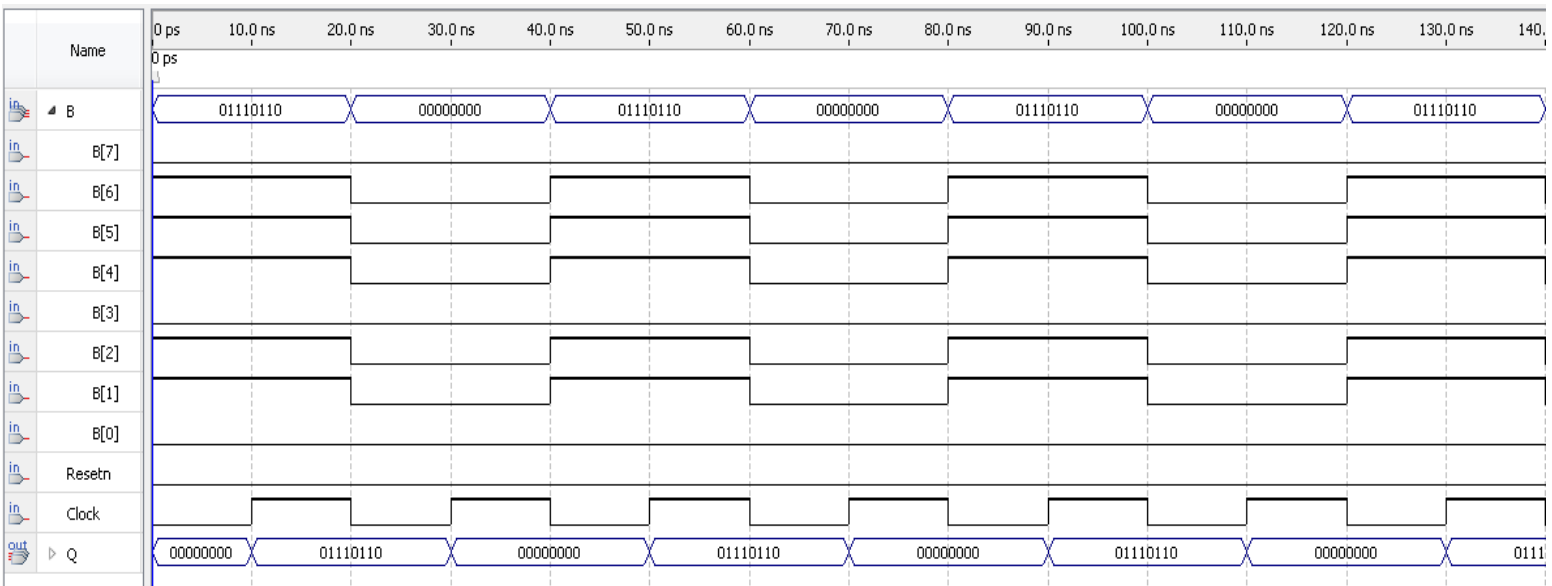 Name
0 ps 10.0 ns 20.0 ns 30.0 ns 40.0 ns 50.0 ns 60.0 ns 70.0 ns 80.0 ns 90.0 ns 100.0 ns 110.0 ns 120.0 ns 130.0 ns 140.
0 ps
in B 01110110 00000000 01110110 00000000 01110110 00000000 01110110
in B[7]
in B[6]
in B[5]
in B[4]
in B[3]
in B[2]
in B[1]
in B[0]
in Resetn
in Clock
out Q 00000000 01110110 00000000 01110110 00000000 01110110 00000000 0111